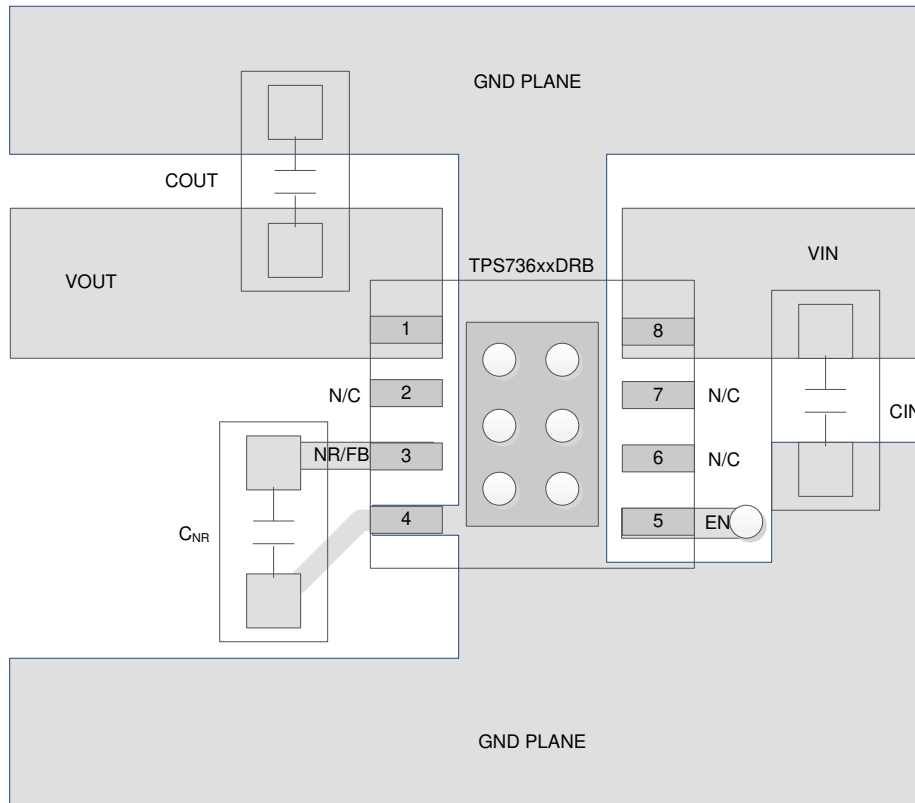 GND PLANE
COUT
TPS736xxDRB
VIN
VOUT
1
8
N/C
2
7
N/C
CIN
NR/FB
3
6
N/C
4
5
EN
CNR
GND PLANE